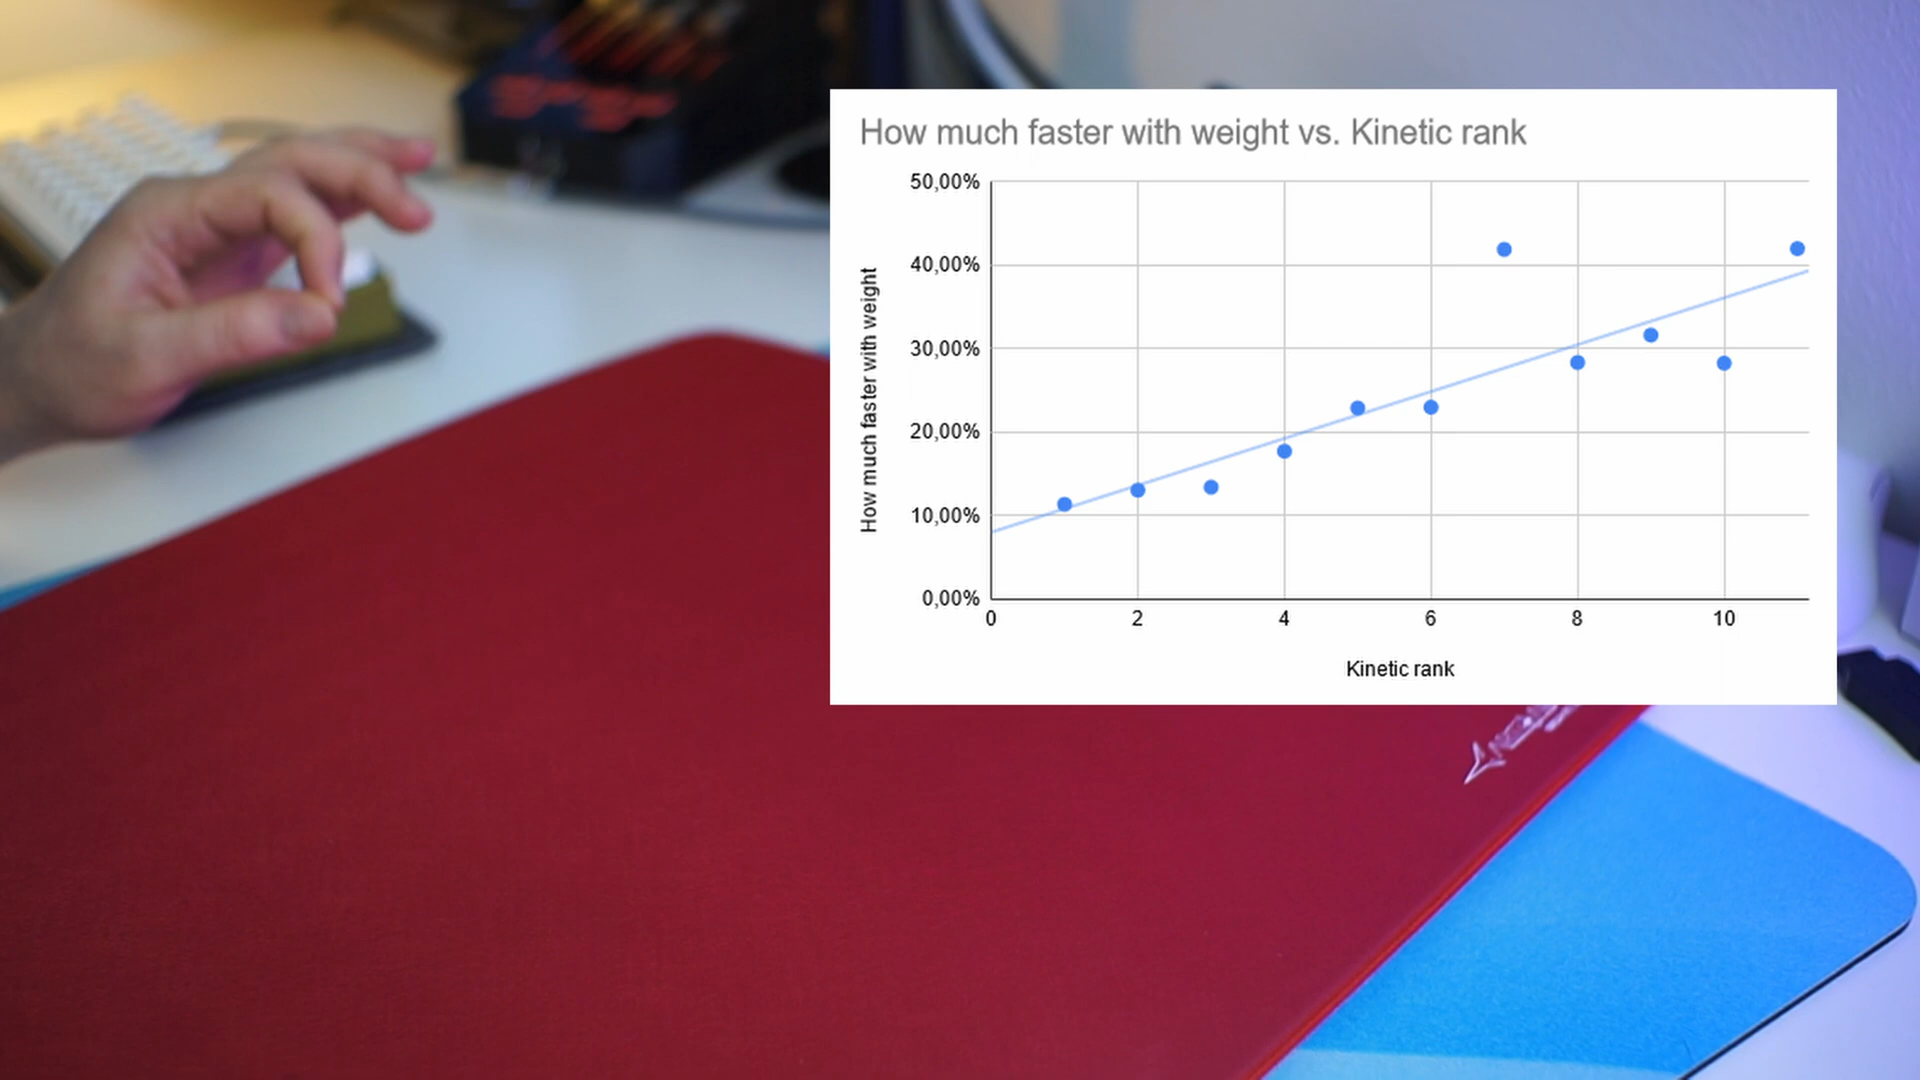 How much faster with weight vs. Kinetic rank
50,00%
40,00%
30,00%
20,00%
10,00%
0,00%
How much faster with weight
0 2 4 6 8 10
Kinetic rank